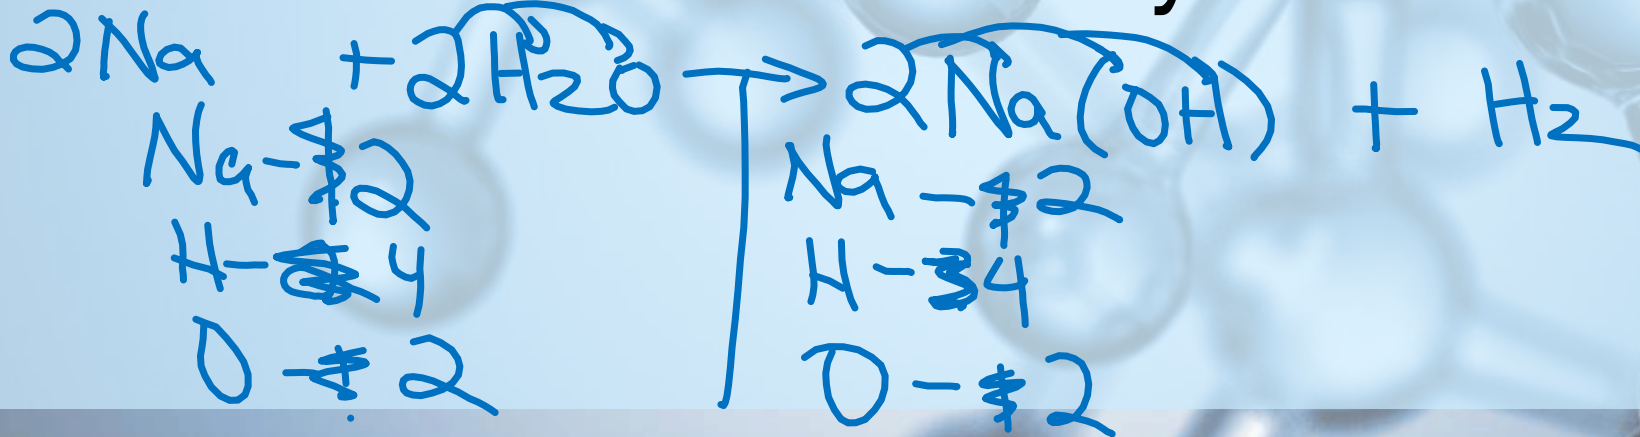 2Na + 2H2O → 2Na(OH) + H2
Na - 2 Na - 2
H - 4 H - 4
O - 2 O - 2